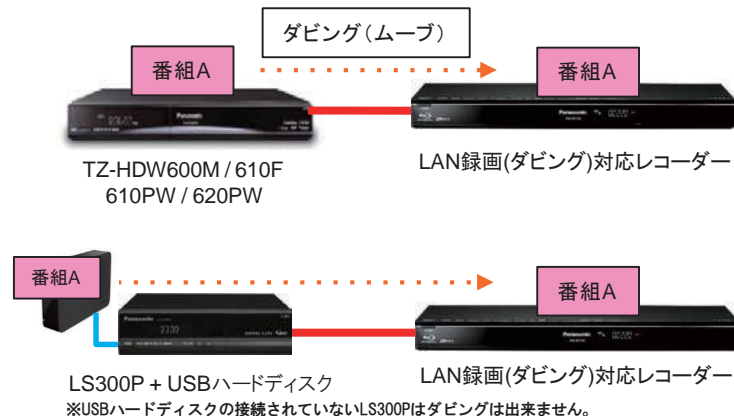 ダビング(ムーブ)
番組A
番組A
Panasonic
Panasonic
TZ-HDW600M / 610F
610PW / 620PW
LAN録画(ダビング)対応レコーダー
番組A
番組A
Panasonic
Panasonic
LS300P + USBハードディスク
LAN録画(ダビング)対応レコーダー
※USBハードディスクの接続されていないLS300Pはダビングは出来ません。